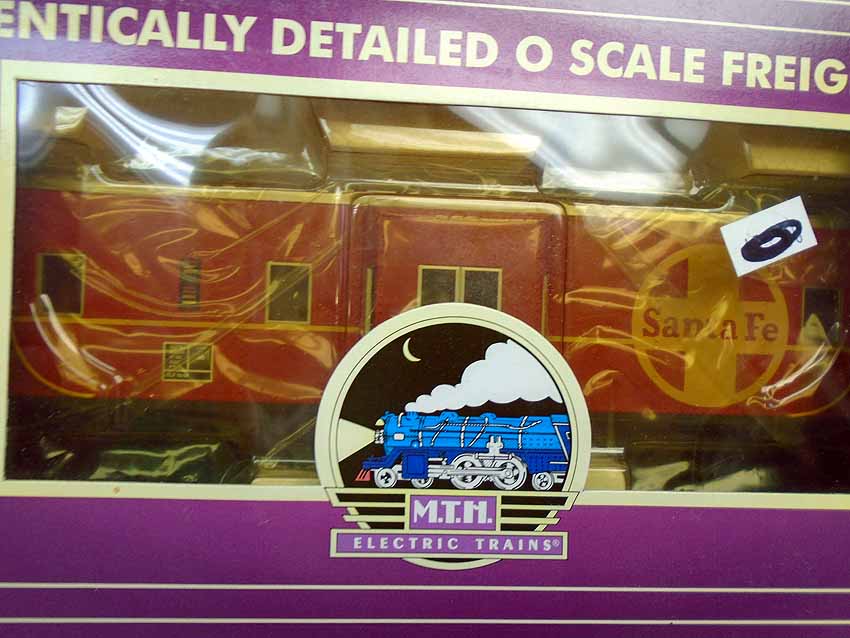 ENTICALLY DETAILED O SCALE FREIG
Santa Fe
M.T.H.
ELECTRIC TRAINS®